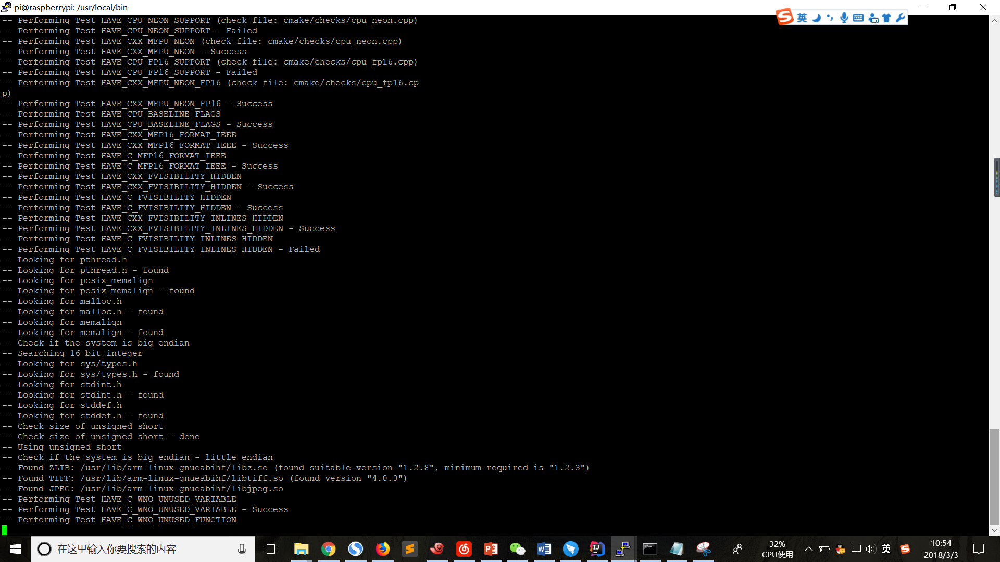 pi@raspberrypi: /usr/local/bin
英
-- Performing Test HAVE_CPU_NEON_SUPPORT (check file: cmake/checks/cpu_neon.cpp)
-- Performing Test HAVE_CPU_NEON_SUPPORT - Failed
-- Performing Test HAVE_CXX_MFPU_NEON (check file: cmake/checks/cpu_neon.cpp)
-- Performing Test HAVE_CXX_MFPU_NEON - Success
-- Performing Test HAVE_CPU_FP16_SUPPORT (check file: cmake/checks/cpu_fp16.cpp)
-- Performing Test HAVE_CPU_FP16_SUPPORT - Failed
-- Performing Test HAVE_CXX_MFPU_NEON_FP16 (check file: cmake/checks/cpu_fp16.cp
p)
-- Performing Test HAVE_CXX_MFPU_NEON_FP16 - Success
-- Performing Test HAVE_CPU_BASELINE_FLAGS
-- Performing Test HAVE_CPU_BASELINE_FLAGS - Success
-- Performing Test HAVE_CXX_MFP16_FORMAT_IEEE
-- Performing Test HAVE_CXX_MFP16_FORMAT_IEEE - Success
-- Performing Test HAVE_C_MFP16_FORMAT_IEEE
-- Performing Test HAVE_C_MFP16_FORMAT_IEEE - Success
-- Performing Test HAVE_CXX_FVISIBILITY_HIDDEN
-- Performing Test HAVE_CXX_FVISIBILITY_HIDDEN - Success
-- Performing Test HAVE_C_FVISIBILITY_HIDDEN
-- Performing Test HAVE_C_FVISIBILITY_HIDDEN - Success
-- Performing Test HAVE_CXX_FVISIBILITY_INLINES_HIDDEN
-- Performing Test HAVE_CXX_FVISIBILITY_INLINES_HIDDEN - Success
-- Performing Test HAVE_C_FVISIBILITY_INLINES_HIDDEN
-- Performing Test HAVE_C_FVISIBILITY_INLINES_HIDDEN - Failed
-- Looking for pthread.h
-- Looking for pthread.h - found
-- Looking for posix_memalign
-- Looking for posix_memalign - found
-- Looking for malloc.h
-- Looking for malloc.h - found
-- Looking for memalign
-- Looking for memalign - found
-- Check if the system is big endian
-- Searching 16 bit integer
-- Looking for sys/types.h
-- Looking for sys/types.h - found
-- Looking for stdint.h
-- Looking for stdint.h - found
-- Looking for stddef.h
-- Looking for stddef.h - found
-- Check size of unsigned short
-- Check size of unsigned short - done
-- Using unsigned short
-- Check if the system is big endian - little endian
-- Found ZLIB: /usr/lib/arm-linux-gnueabihf/libz.so (found suitable version "1.2.8", minimum required is "1.2.3")
-- Found TIFF: /usr/lib/arm-linux-gnueabihf/libtiff.so (found version "4.0.3")
-- Found JPEG: /usr/lib/arm-linux-gnueabihf/libjpeg.so
-- Performing Test HAVE_C_WNO_UNUSED_VARIABLE
-- Performing Test HAVE_C_WNO_UNUSED_VARIABLE - Success
-- Performing Test HAVE_C_WNO_UNUSED_FUNCTION
在这里输入你要搜索的内容
32%
CPU使用
英
10:54
2018/3/3